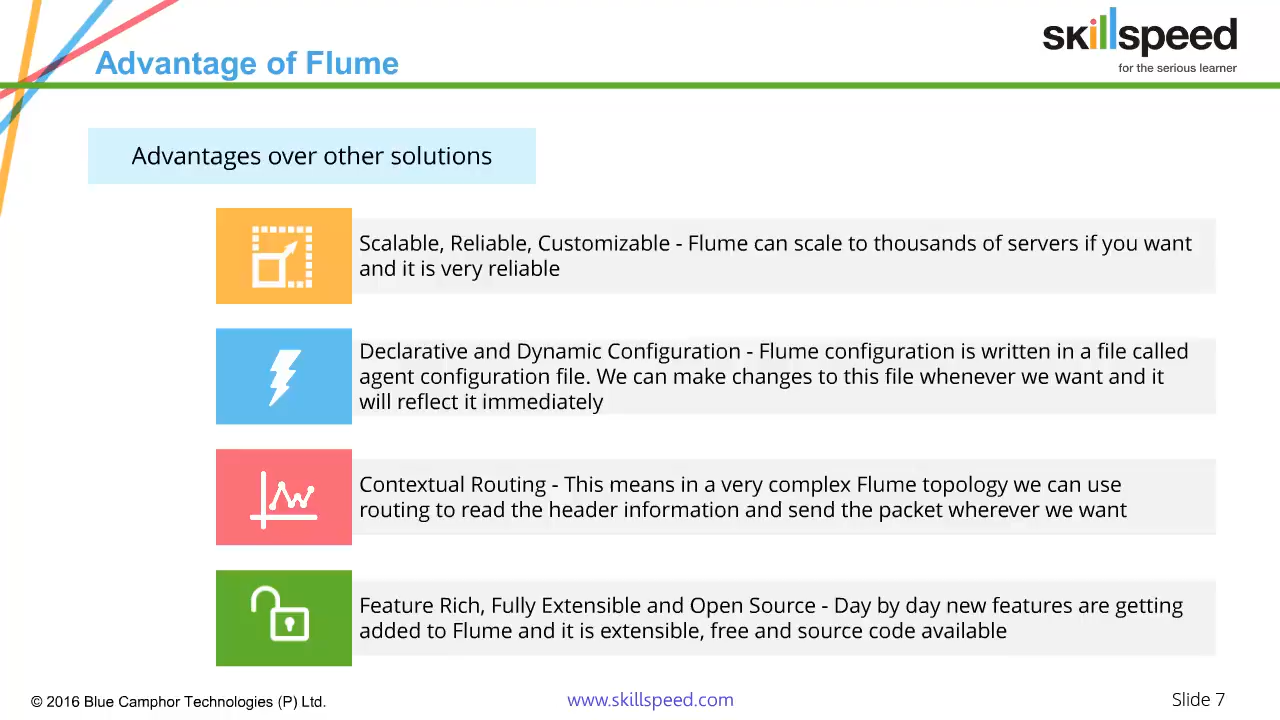 Advantage of Flume
skillspeed
for the serious learner
Advantages over other solutions
Scalable, Reliable, Customizable - Flume can scale to thousands of servers if you want
and it is very reliable
Declarative and Dynamic Configuration - Flume configuration is written in a file called
agent configuration file. We can make changes to this file whenever we want and it
will reflect it immediately
Contextual Routing - This means in a very complex Flume topology we can use
routing to read the header information and send the packet wherever we want
Feature Rich, Fully Extensible and Open Source - Day by day new features are getting
added to Flume and it is extensible, free and source code available
© 2016 Blue Camphor Technologies (P) Ltd.
www.skillspeed.com
Slide 7